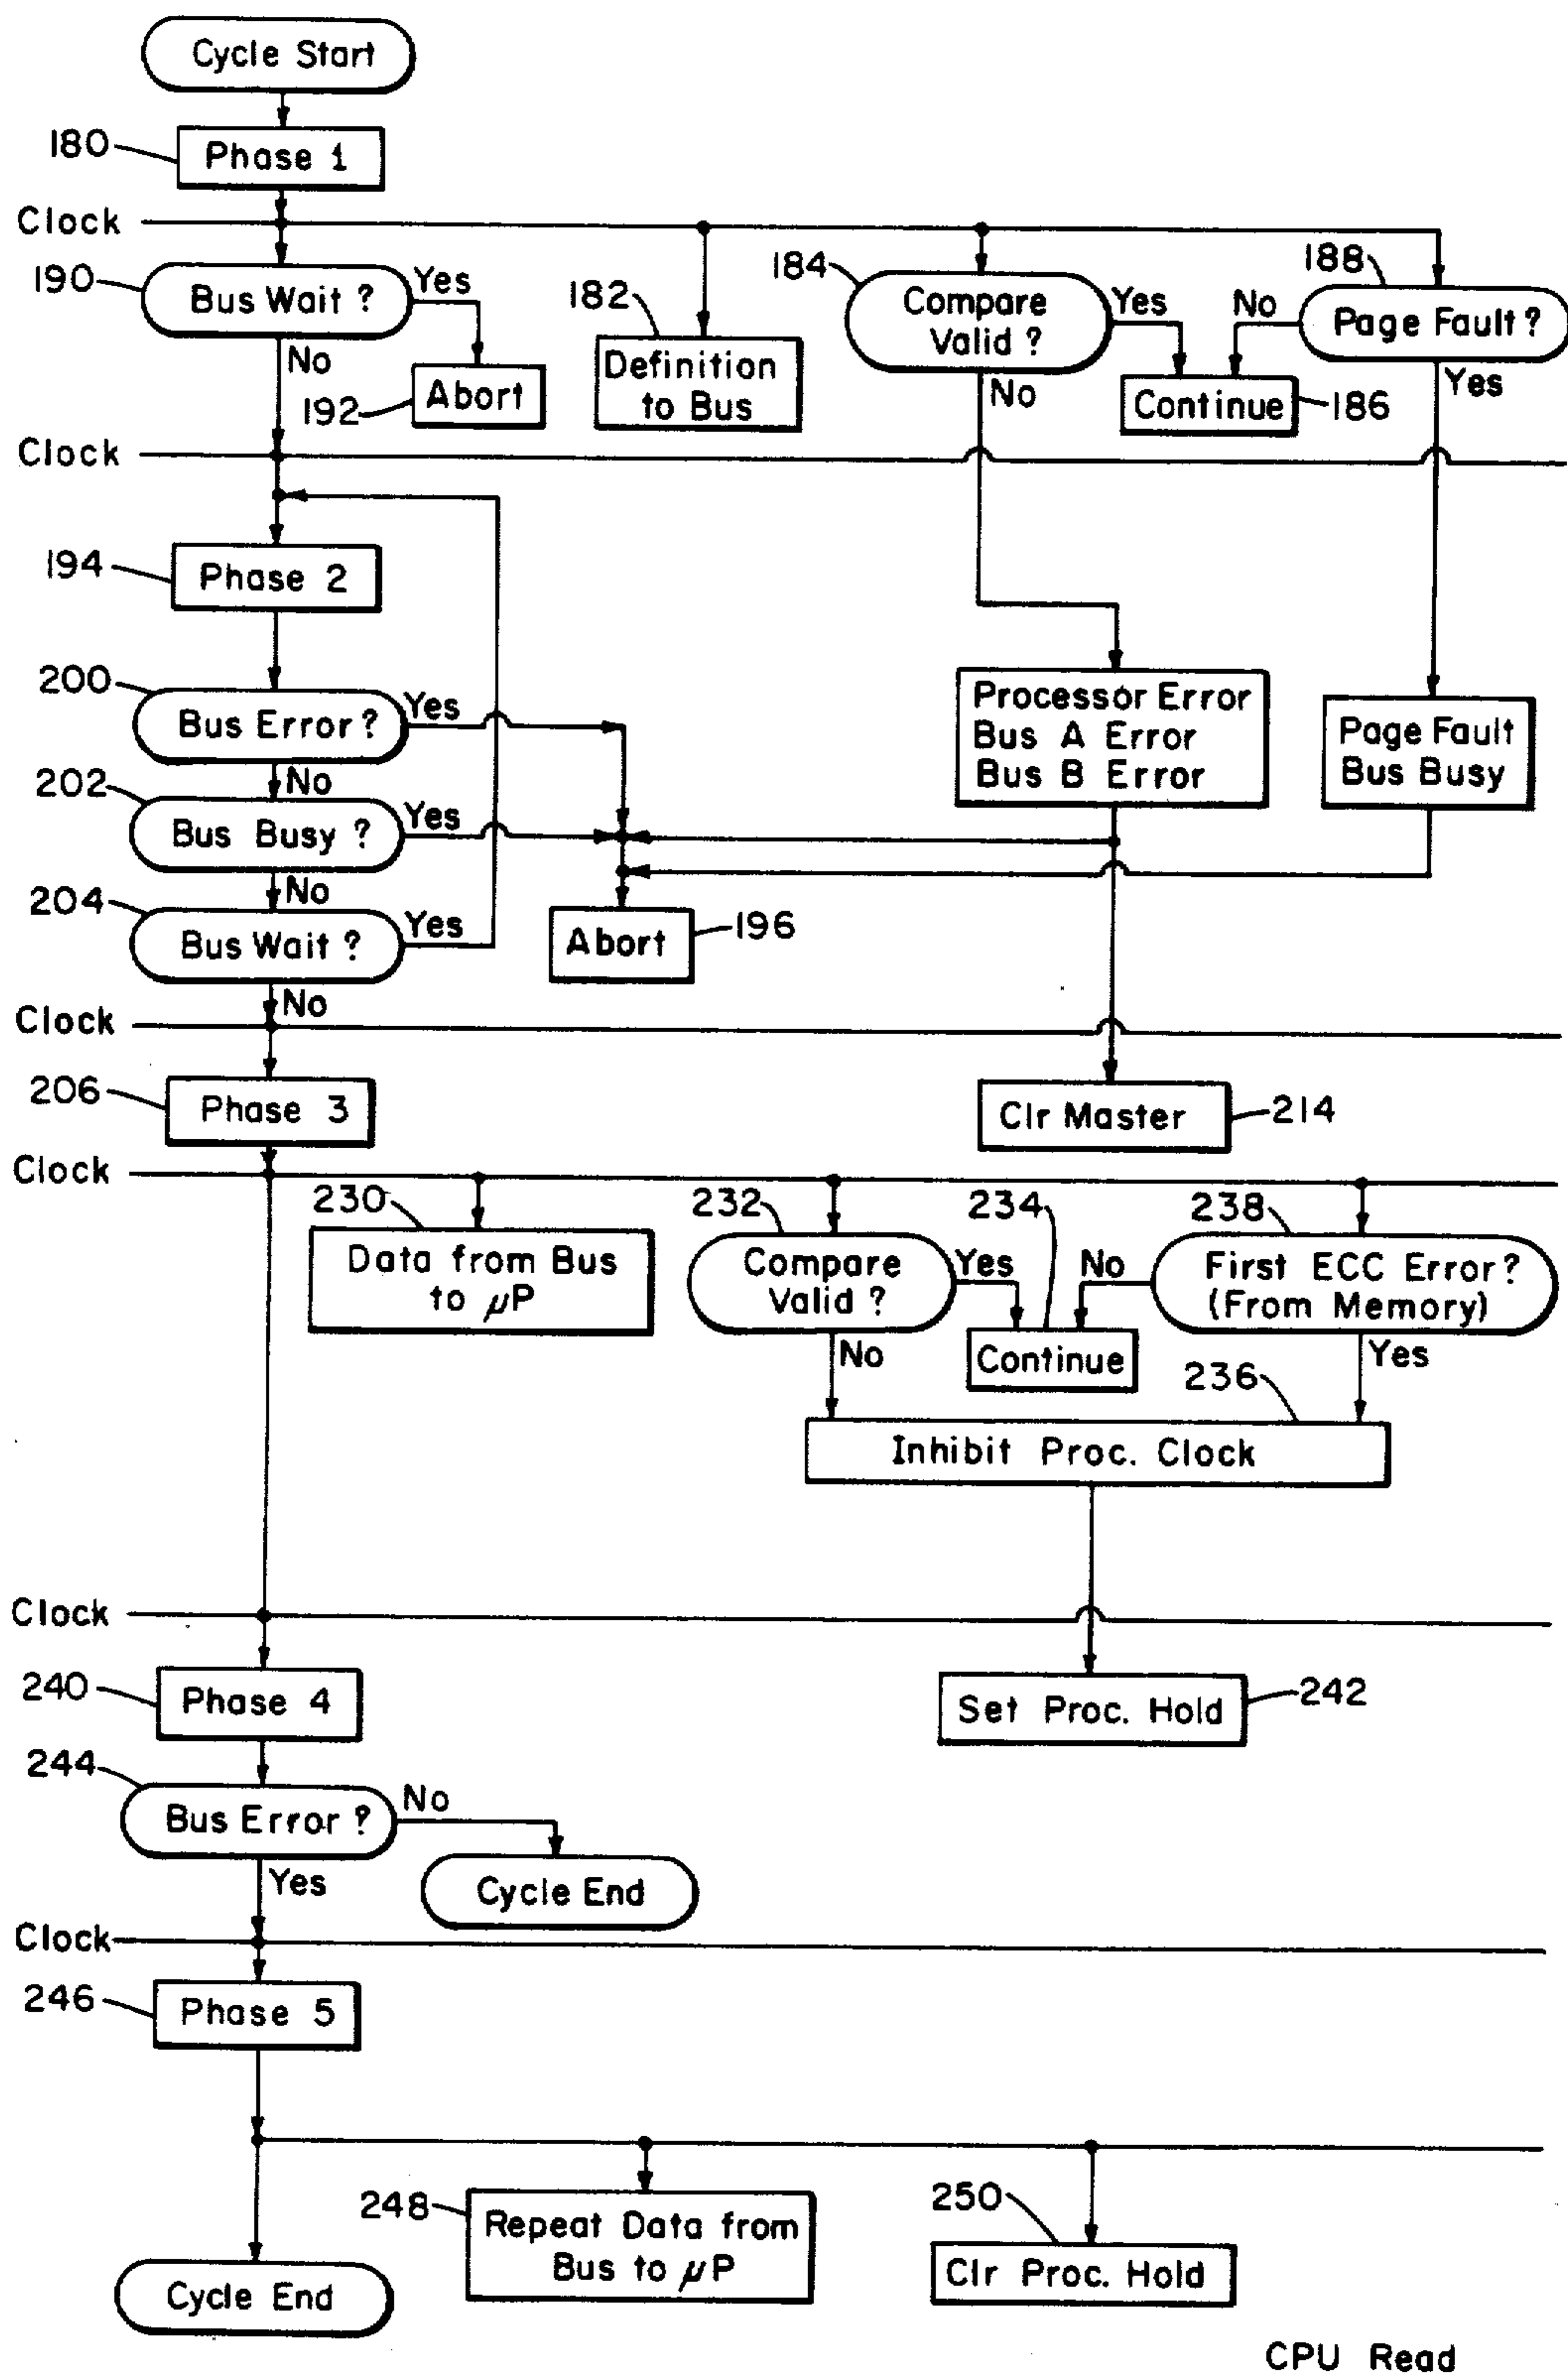 Cycle Start
180
Phase 1
Clock
190
Bus Wait ?
Yes
No
192
Abort
182
Definition
to Bus
184
Compare
Valid ?
Yes
No
188
Page Fault ?
No
Yes
Continue
186
Clock
194
Phase 2
200
Bus Error ?
Yes
No
202
Bus Busy ?
Yes
No
204
Bus Wait ?
Yes
No
Abort
196
Processor Error
Bus A Error
Bus B Error
Page Fault
Bus Busy
Clock
206
Phase 3
Clr Master
214
Clock
230
Data from Bus
to μP
232
Compare
Valid ?
Yes
No
234
Continue
238
First ECC Error ?
(From Memory)
No
Yes
236
Inhibit Proc. Clock
Clock
240
Phase 4
Set Proc. Hold
242
244
Bus Error ?
No
Yes
Cycle End
Clock
246
Phase 5
248
Repeat Data from
Bus to μP
250
Clr Proc. Hold
Cycle End
CPU Read